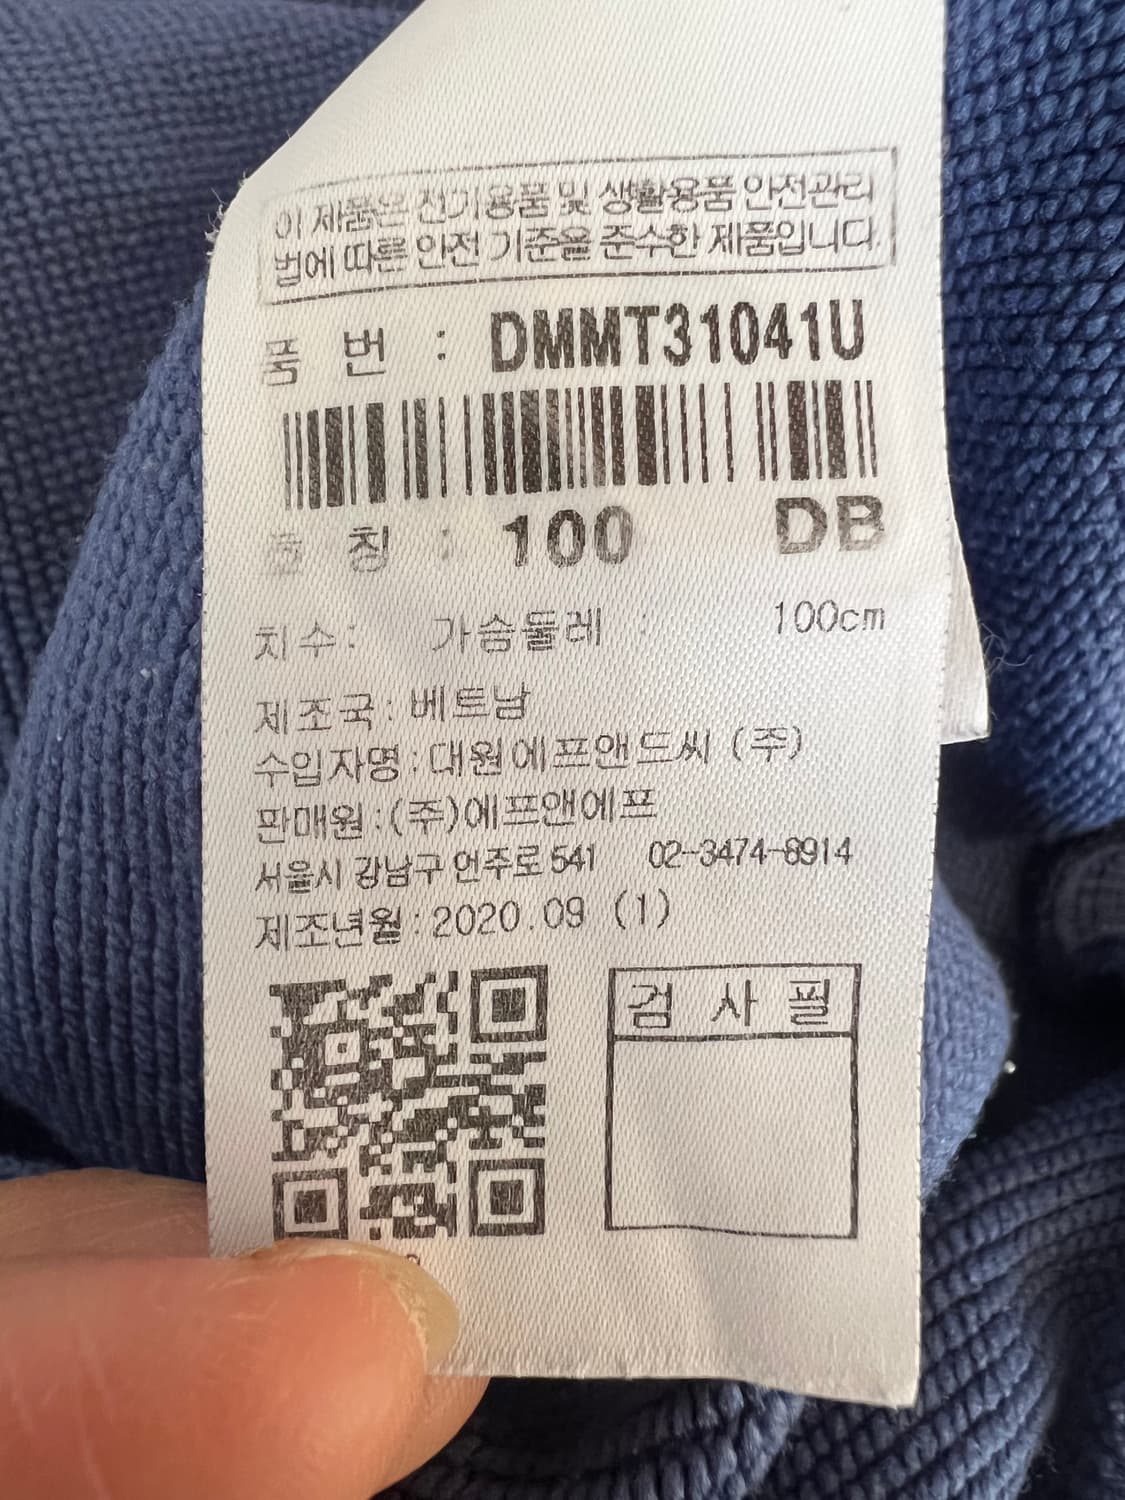 이 제품은 전기용품 및 생활용품 안전관리
법에 따른 안전 기준을 준수한 제품입니다.
품 번 : DMMT31041U
호 칭 : 100 DB
치수: 가슴둘레 : 100cm
제조국: 베트남
수입자명: 대원에프앤드씨 (주)
판매원:(주)에프앤에프
서울시 강남구 언주로 541 02-3474-8914
제조년월: 2020.09 (1)
검 사 필